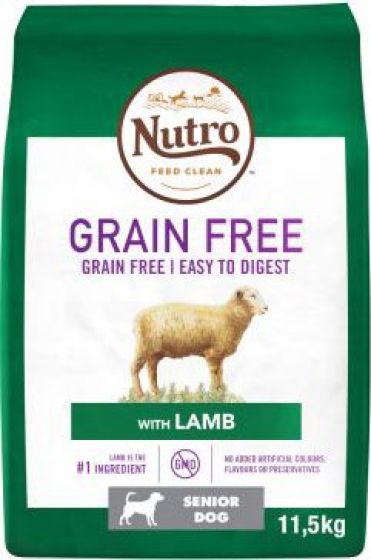 Nutro
FEED CLEAN
™
GRAIN FREE
GRAIN FREE | EASY TO DIGEST
WITH LAMB
LAMB IS THE
#1 INGREDIENT
GMO
NO ADDED ARTIFICIAL COLOURS,
FLAVOURS OR PRESERVATIVES
SENIOR
DOG
11,5kg